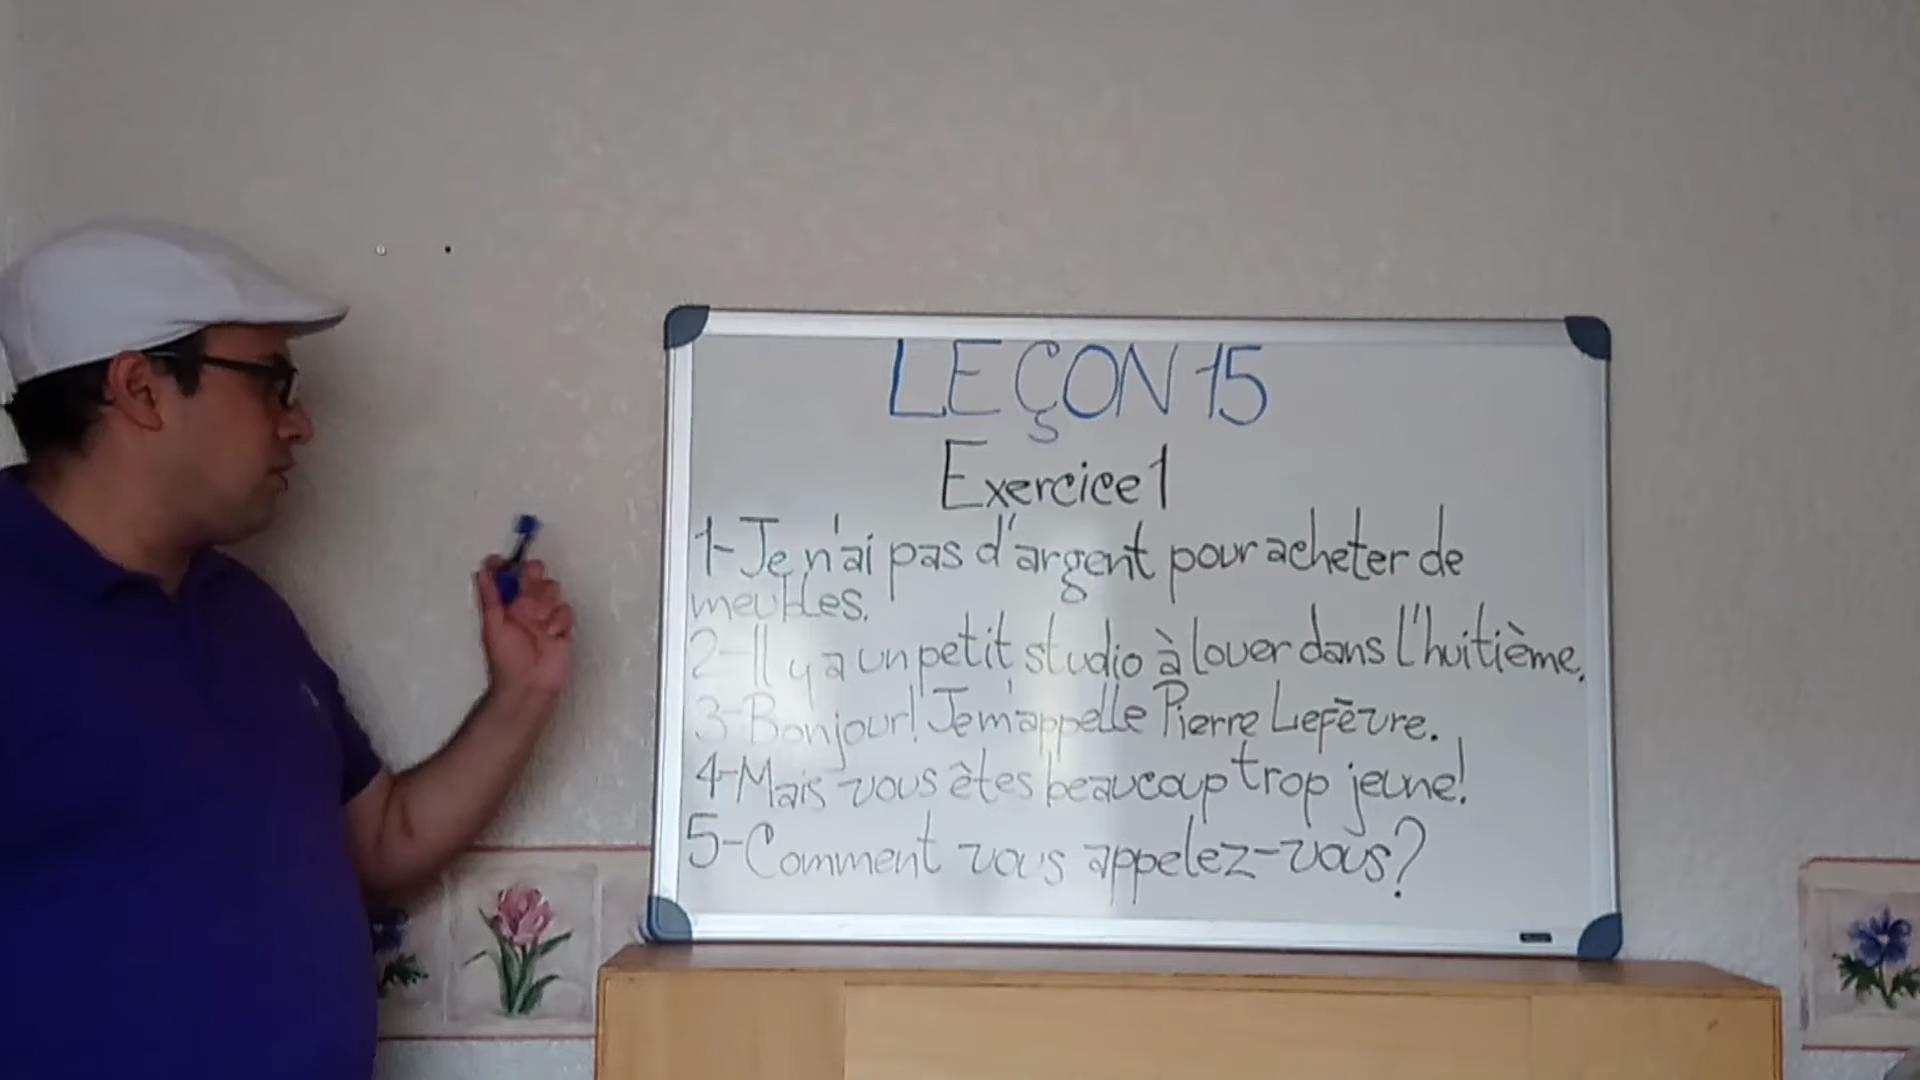 LEÇON 15
Exercice 1
1-Je n'ai pas d'argent pour acheter de
meubles.
2-Il y a un petit studio à louer dans l'huitième.
3-Bonjour! Je m'appelle Pierre Lefèvre.
4-Mais vous êtes beaucoup trop jeune!
5-Comment vous appelez-vous?